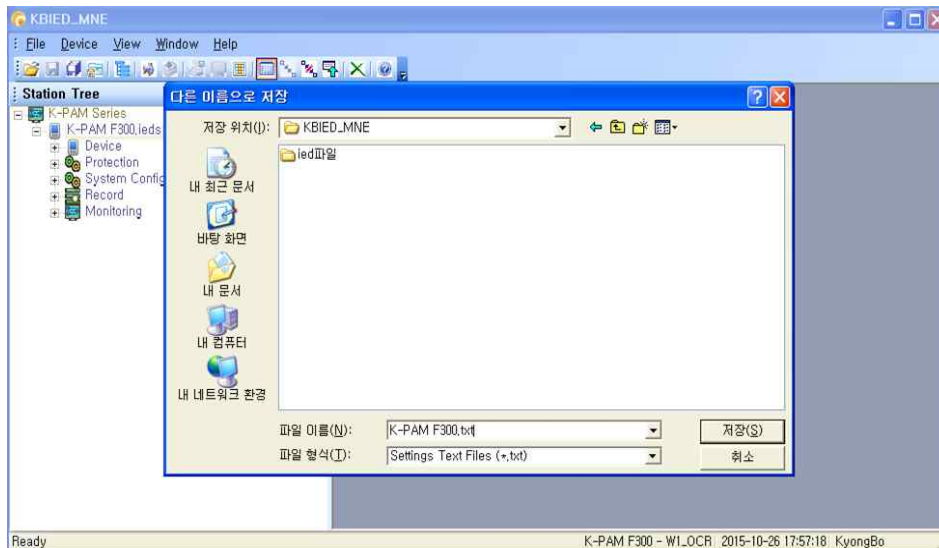 KBIED_MNE
File Device View Window Help
Station Tree
K-PAM Series
K-PAM F300.ieds
Device
Protection
System Config
Record
Monitoring
다른 이름으로 저장
저장 위치(I):
KBIED_MNE
ied파일
내 최근 문서
바탕 화면
내 문서
내 컴퓨터
내 네트워크 환경
파일 이름(N):
K-PAM F300.txt
저장(S)
파일 형식(T):
Settings Text Files (*.txt)
취소
Ready
K-PAM F300 - W1_OCR 2015-10-26 17:57:18 KyongBo